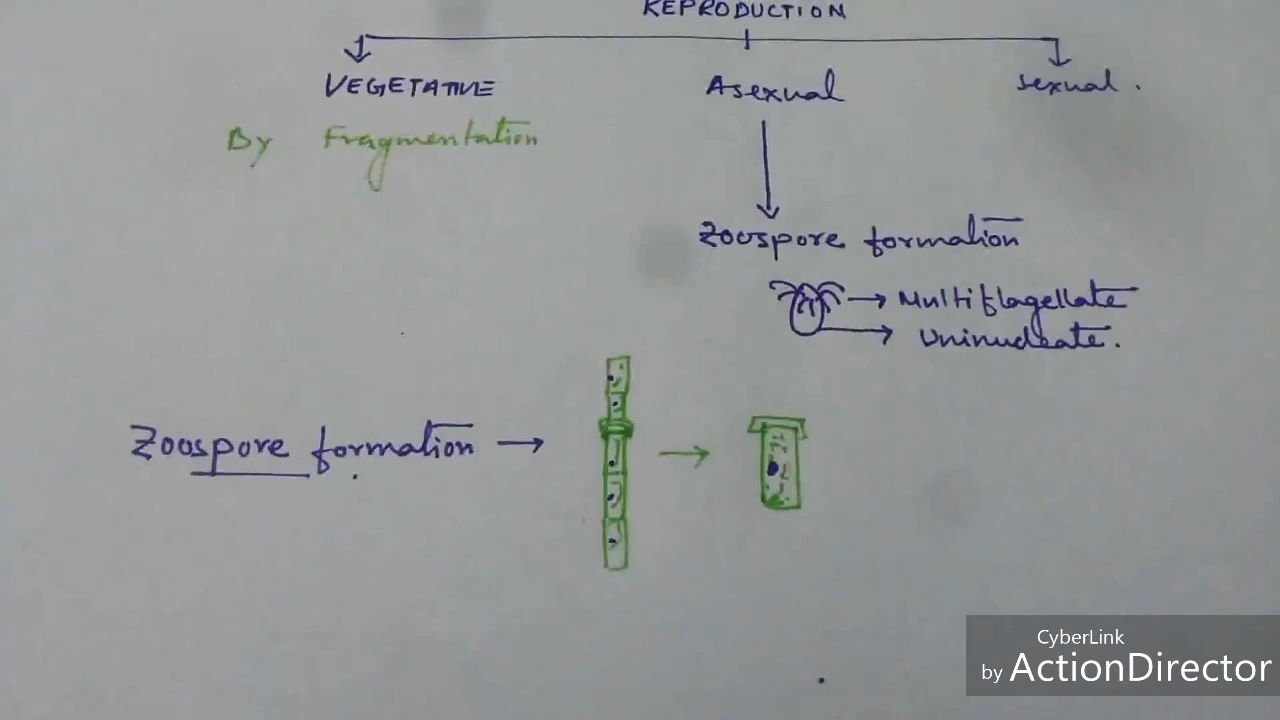 REPRODUCTION
VEGETATIVE Asexual sexual.
By Fragmentation
Zoospore formation
Multiflagellate
Uninucleate.
Zoospore formation
CyberLink
by ActionDirector